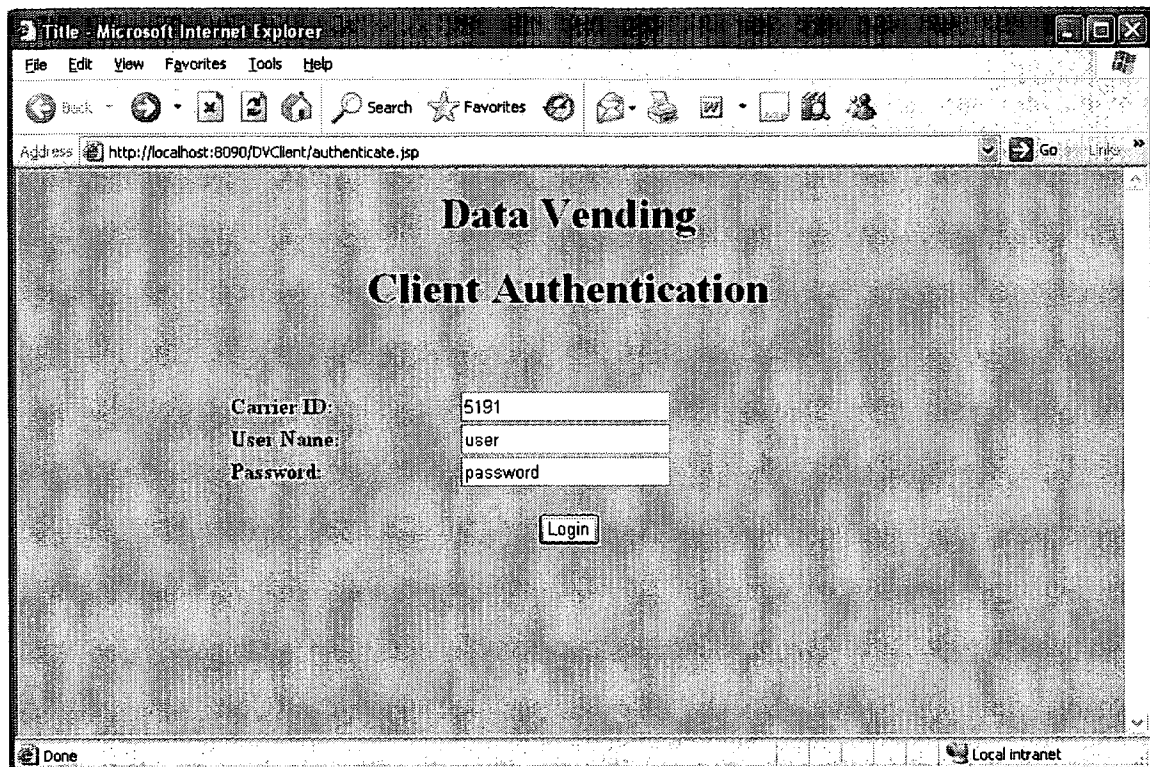 Title - Microsoft Internet Explorer
File Edit View Favorites Tools Help
Back Search Favorites
Address http://localhost:8090/DVClient/authenticate.jsp Go Links »
Data Vending
Client Authentication
Carrier ID: 5191
User Name: user
Password: password
Login
Done Local intranet